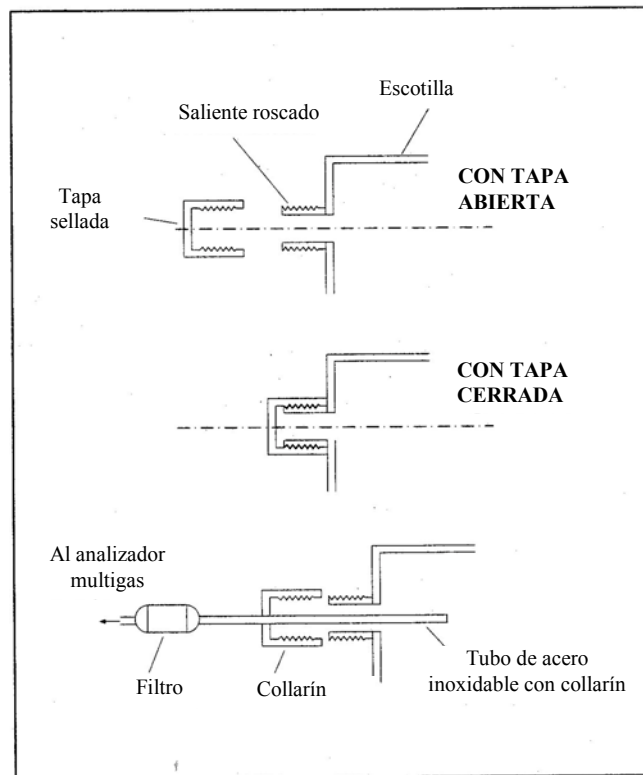 Escotilla
Saliente roscado
CON TAPA
ABIERTA
Tapa
sellada
CON TAPA
CERRADA
Al analizador
multigas
Filtro
Collarín
Tubo de acero
inoxidable con collarín